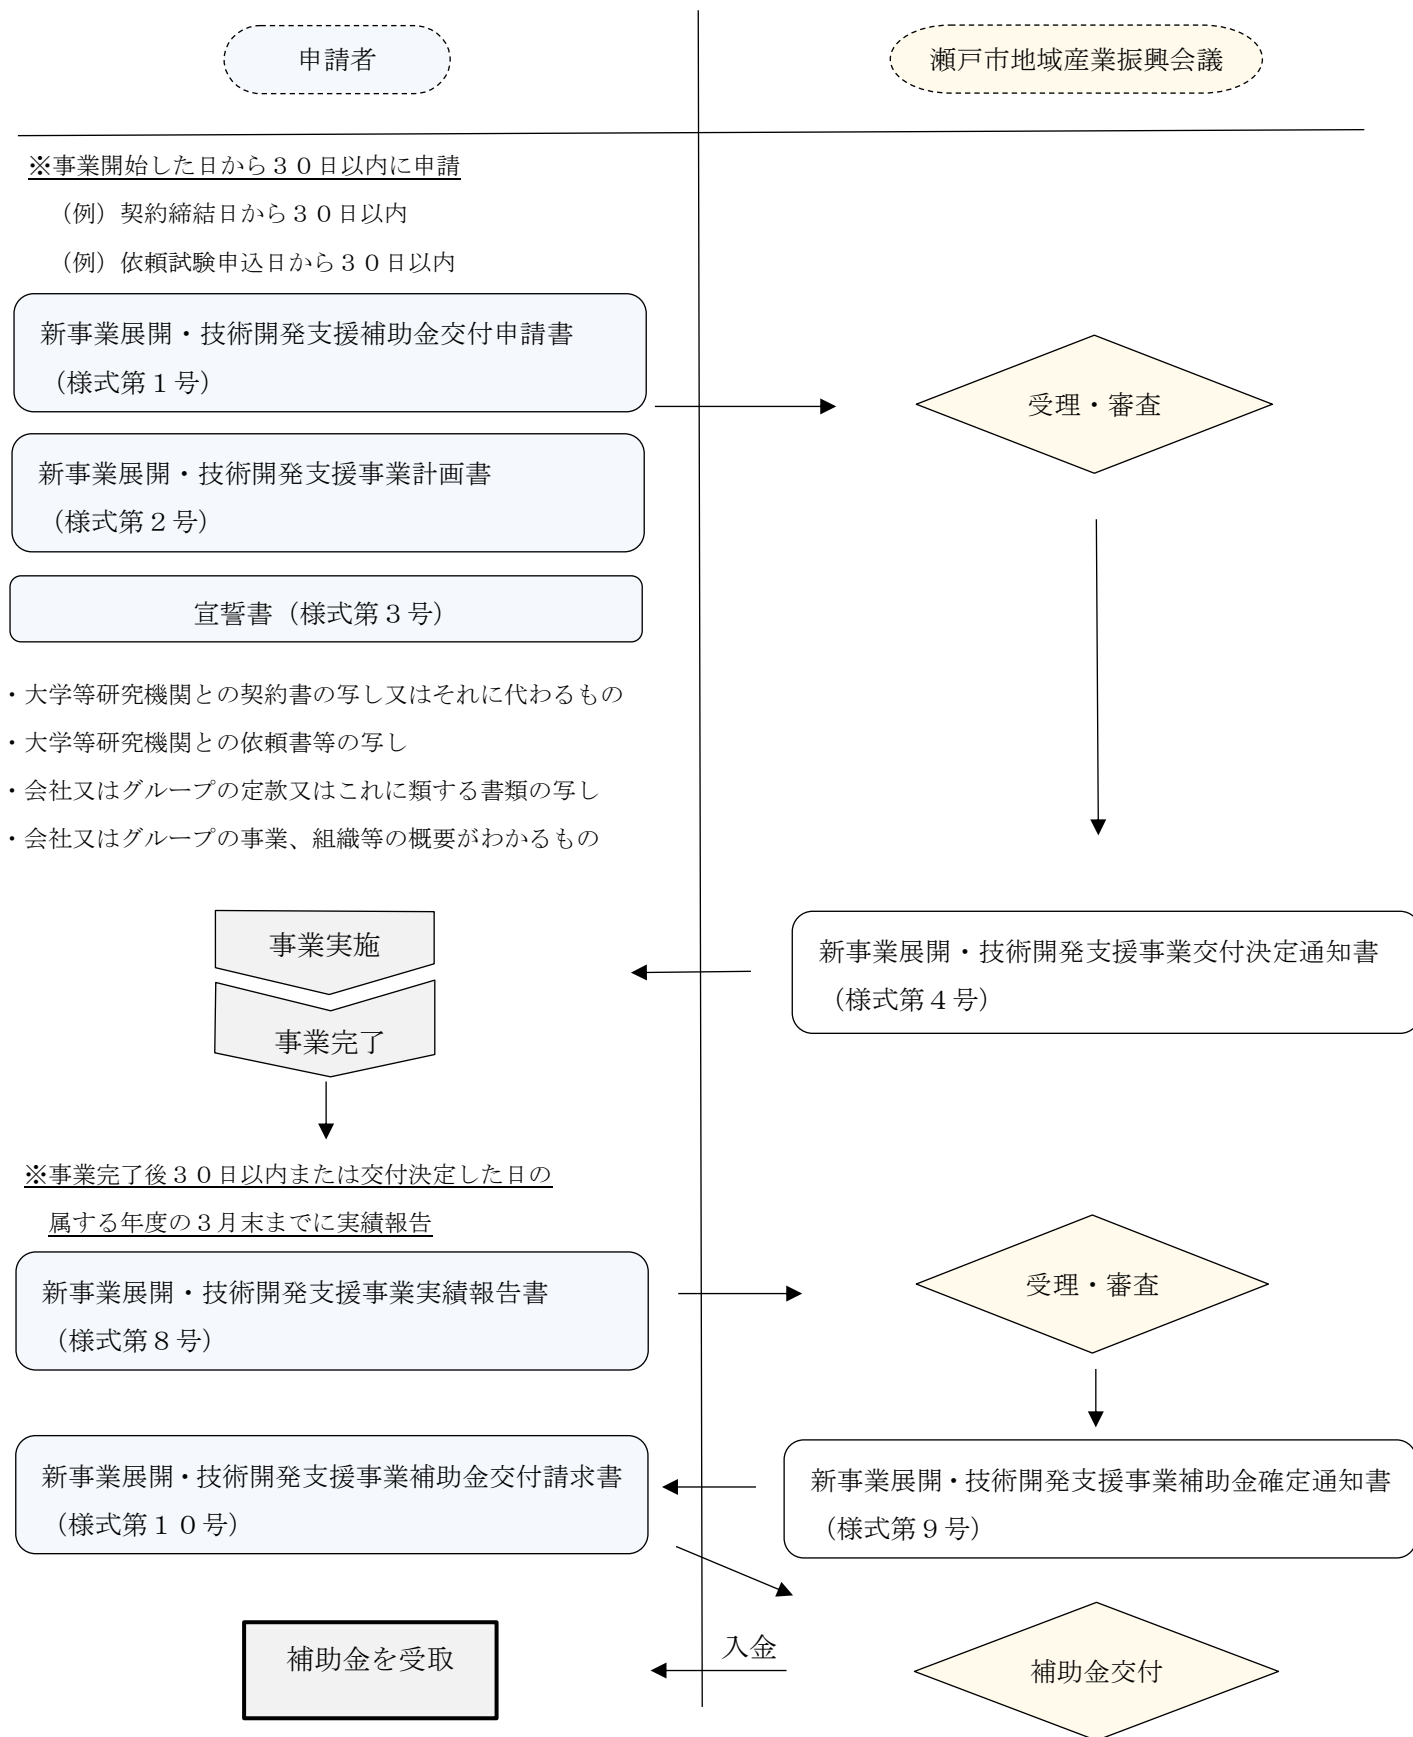 申請者
瀬戸市地域産業振興会議
※事業開始した日から３０日以内に申請
（例）契約締結日から３０日以内
（例）依頼試験申込日から３０日以内
新事業展開・技術開発支援補助金交付申請書
（様式第１号）
受理・審査
新事業展開・技術開発支援事業計画書
（様式第２号）
宣誓書（様式第３号）
・大学等研究機関との契約書の写し又はそれに代わるもの
・大学等研究機関との依頼書等の写し
・会社又はグループの定款又はこれに類する書類の写し
・会社又はグループの事業、組織等の概要がわかるもの
事業実施
新事業展開・技術開発支援事業交付決定通知書
（様式第４号）
事業完了
※事業完了後３０日以内または交付決定した日の
属する年度の３月末までに実績報告
新事業展開・技術開発支援事業実績報告書
（様式第８号）
受理・審査
新事業展開・技術開発支援事業補助金交付請求書
（様式第１０号）
新事業展開・技術開発支援事業補助金確定通知書
（様式第９号）
補助金を受取
入金
補助金交付